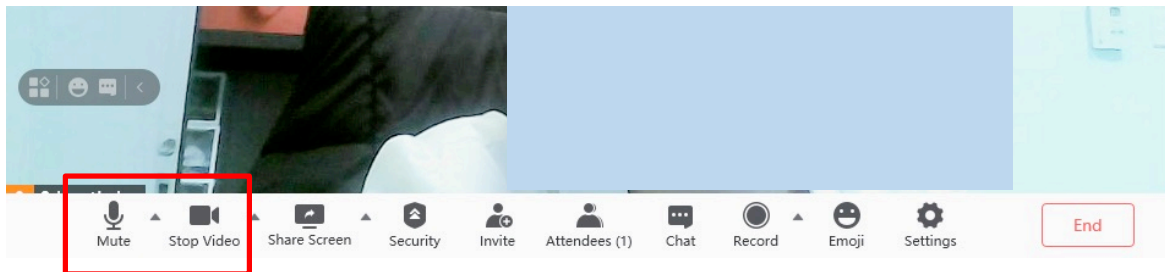 Mute
Stop Video
Share Screen
Security
Invite
Attendees (1)
Chat
Record
Emoji
Settings
End